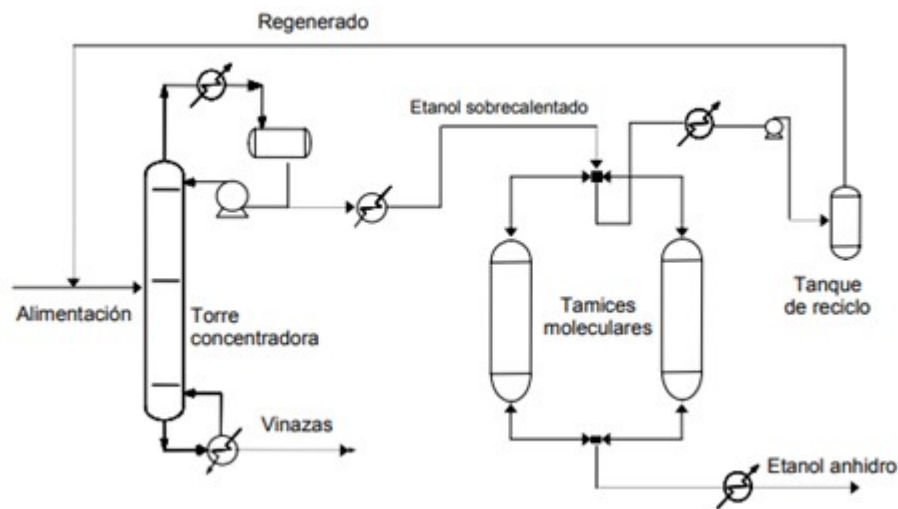 Regenerado
Etanol sobrecalentado
Alimentación
Torre
concentradora
Tamices
moleculares
Tanque
de reciclo
Vinazas
Etanol anhidro